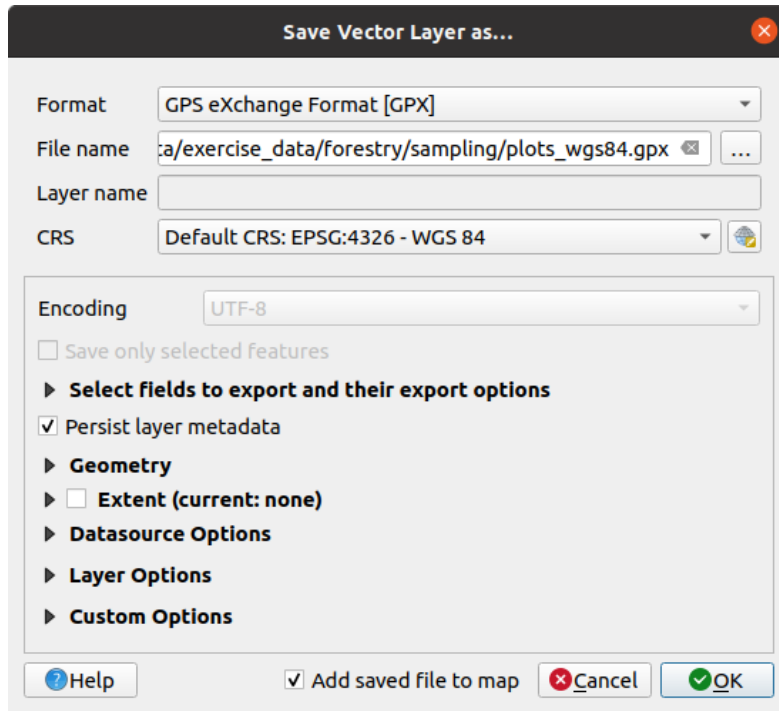 Save Vector Layer as...
Format GPS eXchange Format [GPX]
File name :a/exercise_data/forestry/sampling/plots_wgs84.gpx ...
Layer name
CRS Default CRS: EPSG:4326 - WGS 84
Encoding UTF-8
Save only selected features
Select fields to export and their export options
Persist layer metadata
Geometry
Extent (current: none)
Datasource Options
Layer Options
Custom Options
Help Add saved file to map Cancel OK